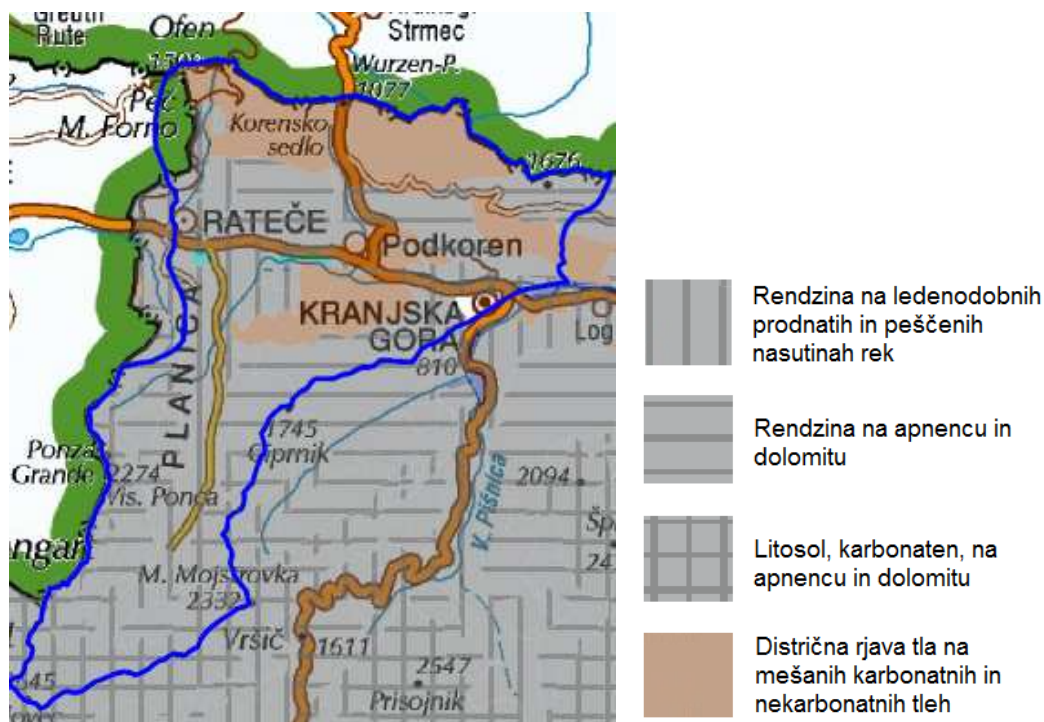 Greuth
Rute
Ofen
Strmec
Wurzen-P.
1077
Peč
M. Forno
Korensko
sedlo
1676
RATEČE
Podkoren
KRANJSKA
GORA
810
Log
PLANICA
1745
Ciprnik
Ponza
Grande
2274
Vis. Ponca
V. Pišnica
2094
M. Mojstrovka
2332
Vršič
1611
2547
Prisojnik
Rendzina na ledenodobnih
prodnatih in peščenih
nasutinah rek
Rendzina na apnencu in
dolomitu
Litosol, karbonaten, na
apnencu in dolomitu
Distrična rjava tla na
mešanih karbonatnih in
nekarbonatnih tleh